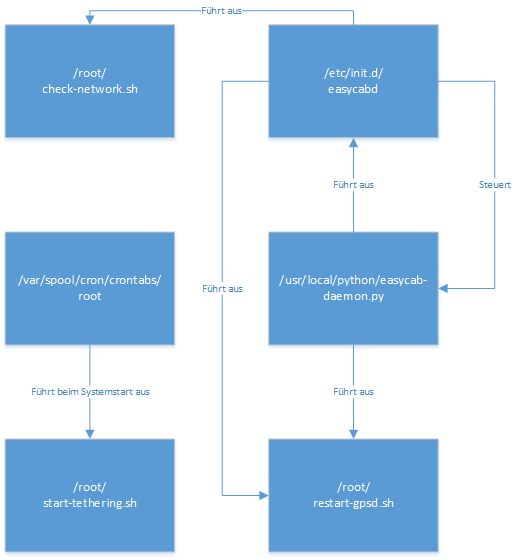 Führt aus
/root/
check-network.sh
/etc/init.d/
easycabd
Führt aus
Steuert
/var/spool/cron/crontabs/
root
/usr/local/python/easycab-
daemon.py
Führt aus
Führt beim Systemstart aus
Führt aus
/root/
start-tethering.sh
/root/
restart-gpsd.sh